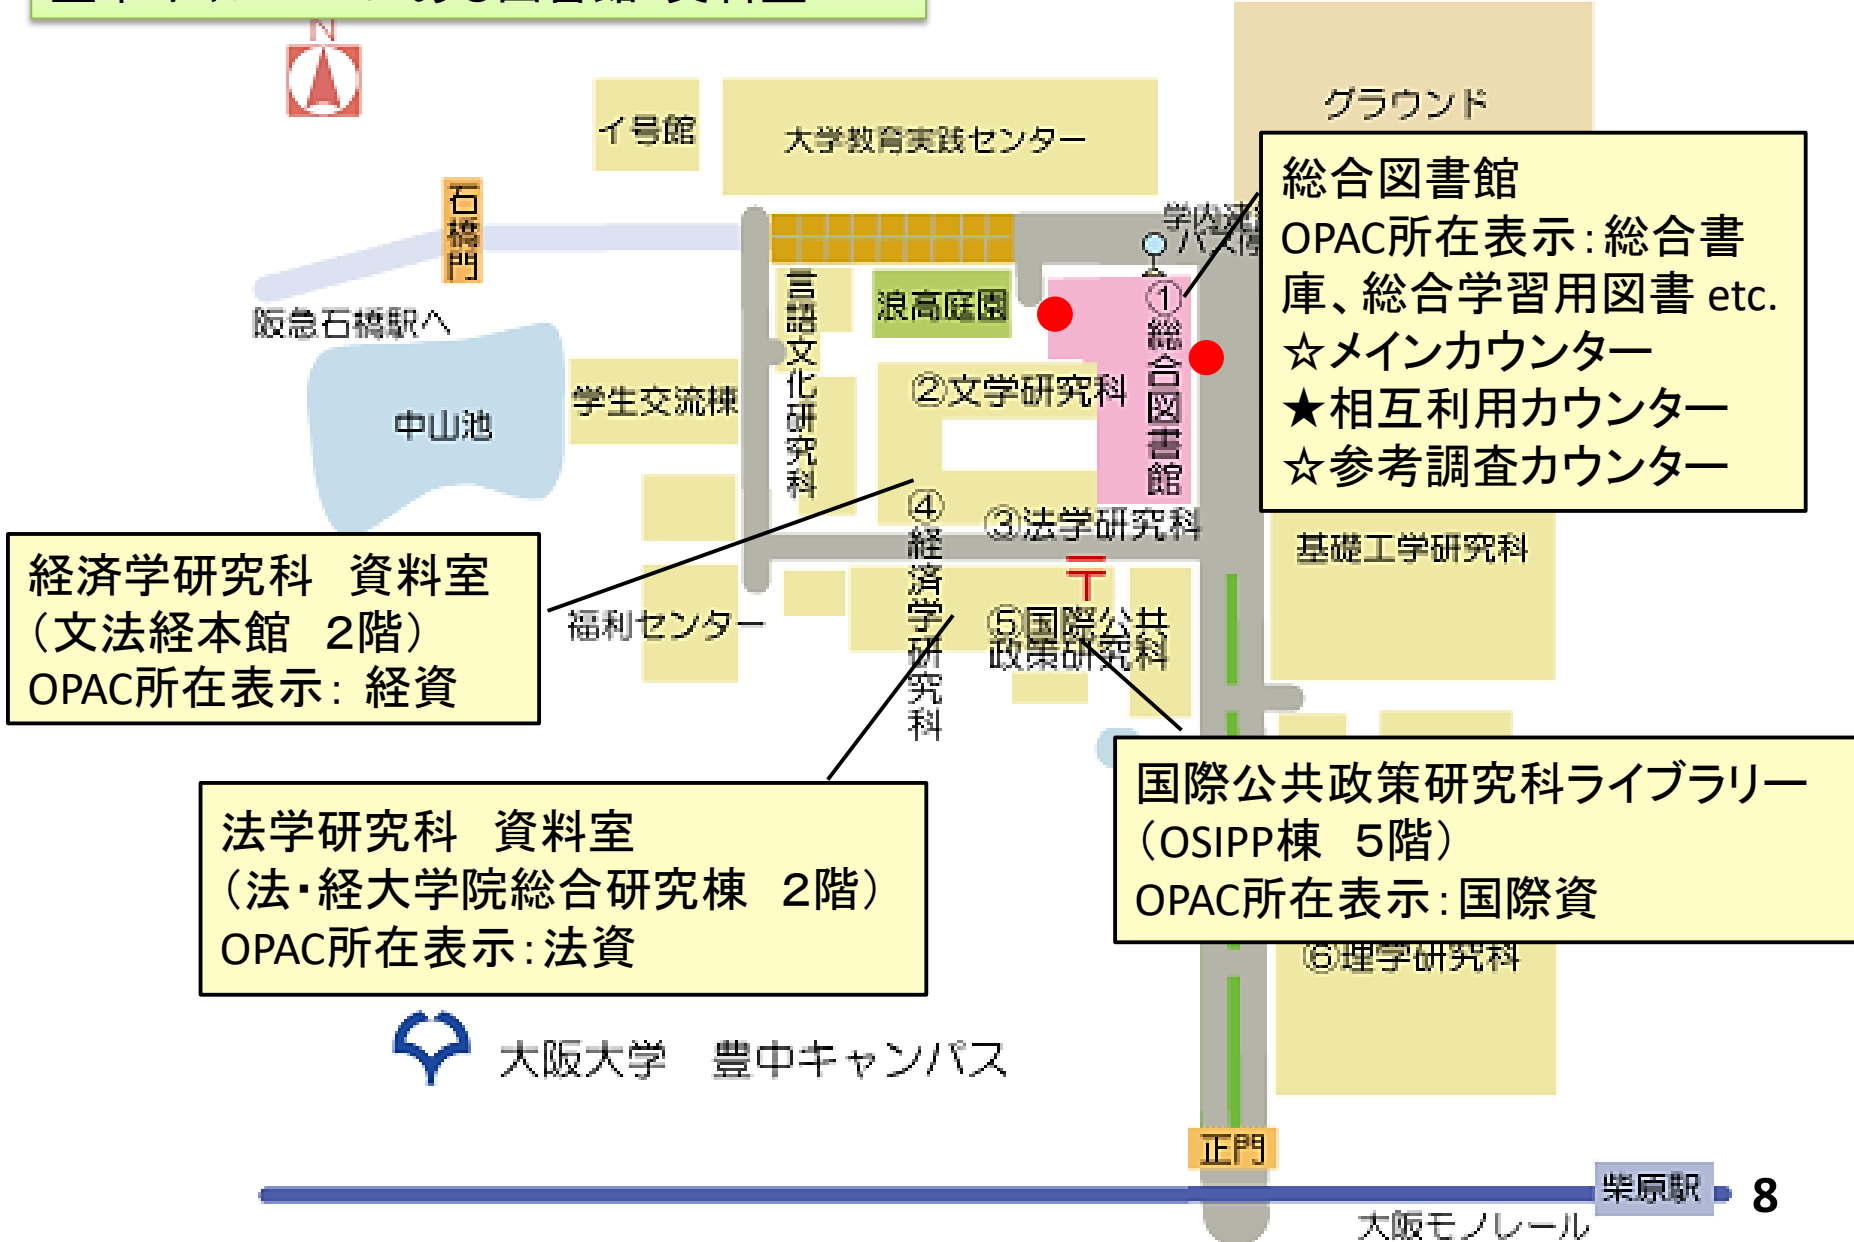 N
グラウンド
イ号館
大学教育実践センター
石橋門
阪急石橋駅へ
中山池
学生交流棟
言語文化研究科
浪高庭園
①総合図書館
②文学研究科
③法学研究科
④経済学研究科
⑤国際公共
政策研究科
〒
基礎工学研究科
福利センター
総合図書館
OPAC所在表示：総合書
庫、総合学習用図書 etc.
☆メインカウンター
★相互利用カウンター
☆参考調査カウンター
経済学研究科　資料室
（文法経本館　２階）
OPAC所在表示： 経資
法学研究科　資料室
（法・経大学院総合研究棟　２階）
OPAC所在表示：法資
国際公共政策研究科ライブラリー
（OSIPP棟　５階）
OPAC所在表示：国際資
⑥理学研究科
大阪大学　豊中キャンパス
正門
柴原駅
大阪モノレール
8